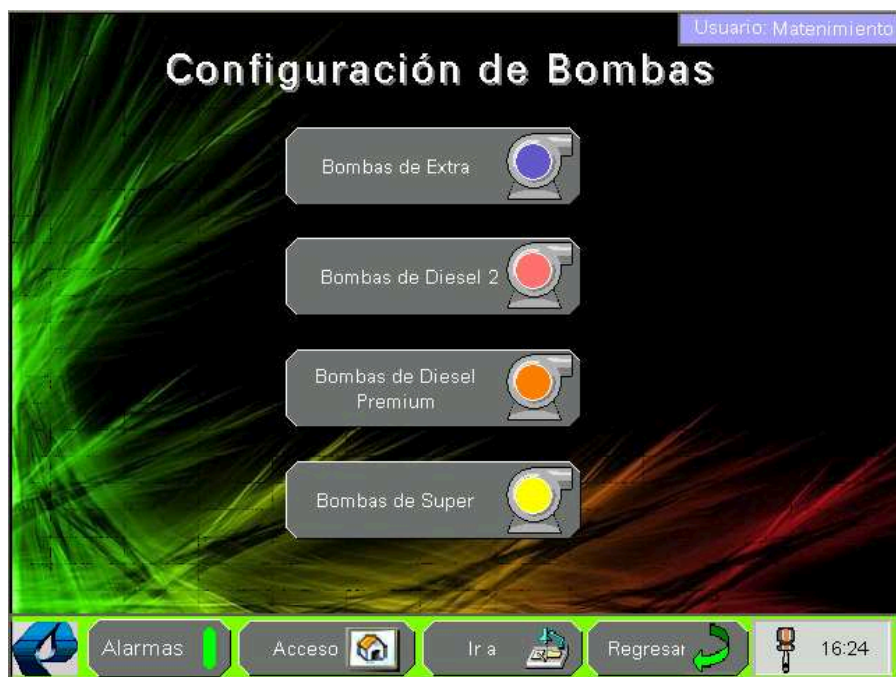 Usuario: Matenimiento
Configuración de Bombas
Bombas de Extra
Bombas de Diesel 2
Bombas de Diesel
Premium
Bombas de Super
Alarmas
Acceso
Ir a
Regresar
16:24